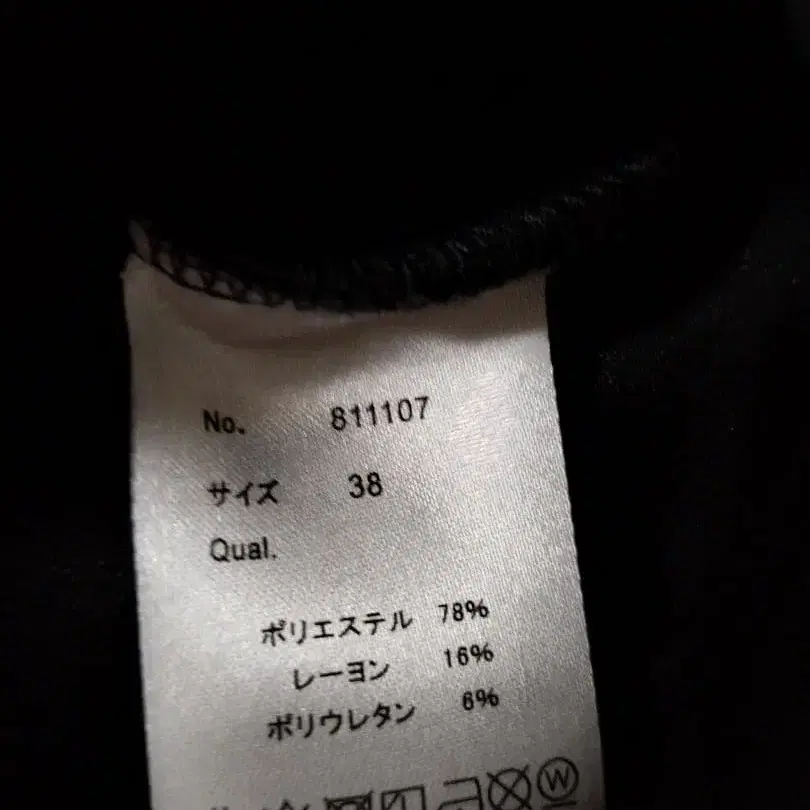 No. 811107
サイズ 38
Qual.
ポリエステル 78%
レーヨン 16%
ポリウレタン 6%
W